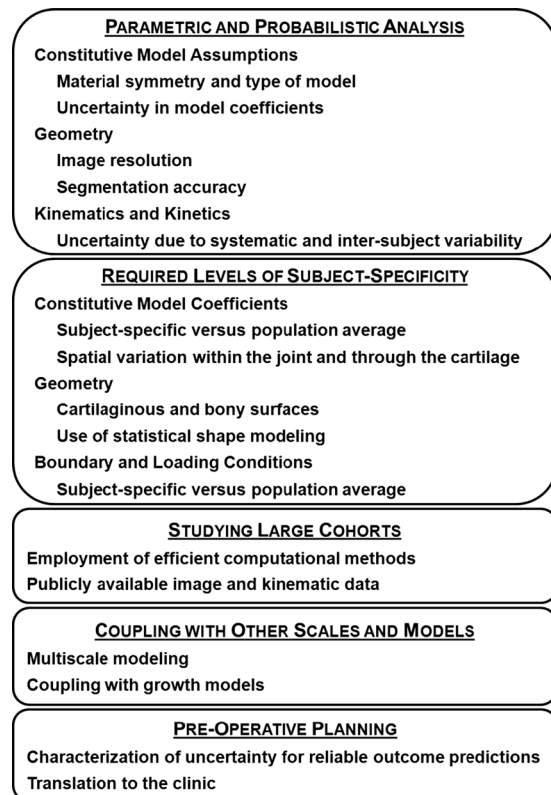 PARAMETRIC AND PROBABILISTIC ANALYSIS
Constitutive Model Assumptions
Material symmetry and type of model
Uncertainty in model coefficients
Geometry
Image resolution
Segmentation accuracy
Kinematics and Kinetics
Uncertainty due to systematic and inter-subject variability
REQUIRED LEVELS OF SUBJECT-SPECIFICITY
Constitutive Model Coefficients
Subject-specific versus population average
Spatial variation within the joint and through the cartilage
Geometry
Cartilaginous and bony surfaces
Use of statistical shape modeling
Boundary and Loading Conditions
Subject-specific versus population average
STUDYING LARGE COHORTS
Employment of efficient computational methods
Publicly available image and kinematic data
COUPLING WITH OTHER SCALES AND MODELS
Multiscale modeling
Coupling with growth models
PRE-OPERATIVE PLANNING
Characterization of uncertainty for reliable outcome predictions
Translation to the clinic